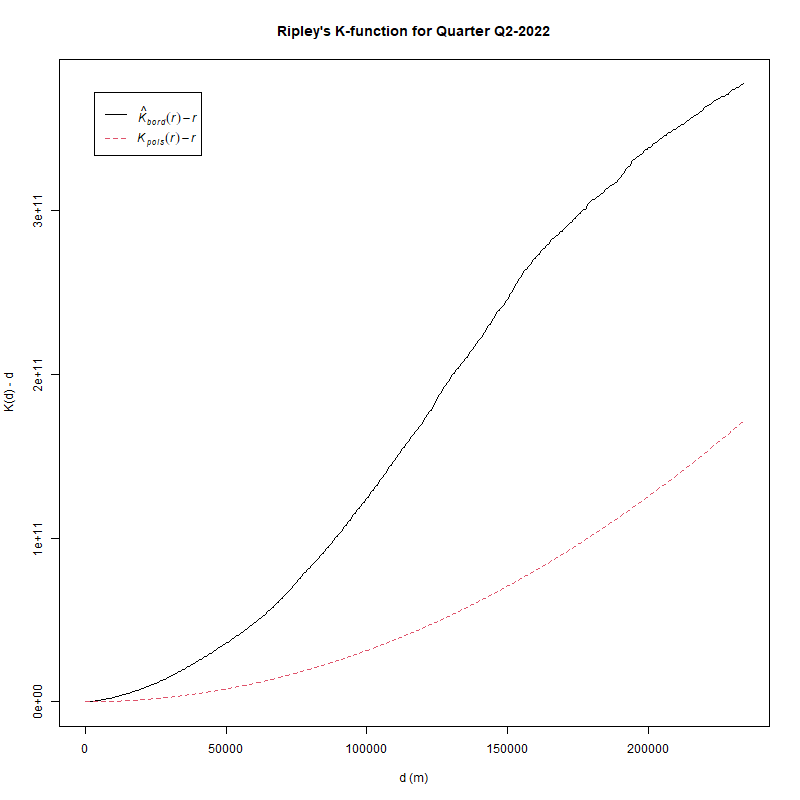 Ripley's K-function for Quarter Q2-2022
K̂bord(r)−r
Kpois(r)−r
K(d) - d
3e+11
2e+11
1e+11
0e+00
0 50000 100000 150000 200000
d (m)